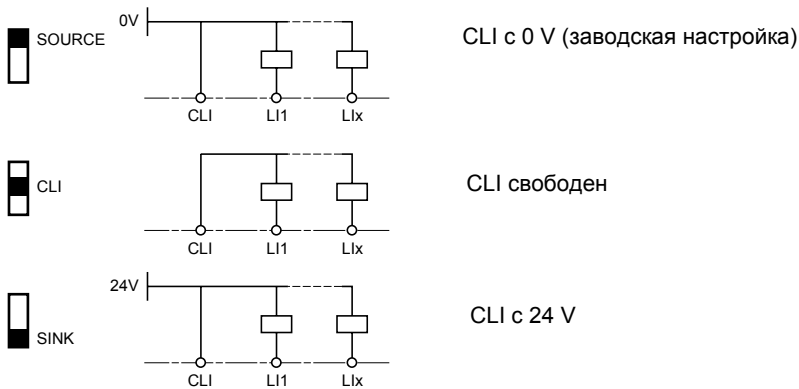 SOURCE
0V
CLI с 0 V (заводская настройка)
CLI LI1 LIx
CLI
CLI свободен
CLI LI1 LIx
24V
SINK
CLI с 24 V
CLI LI1 LIx